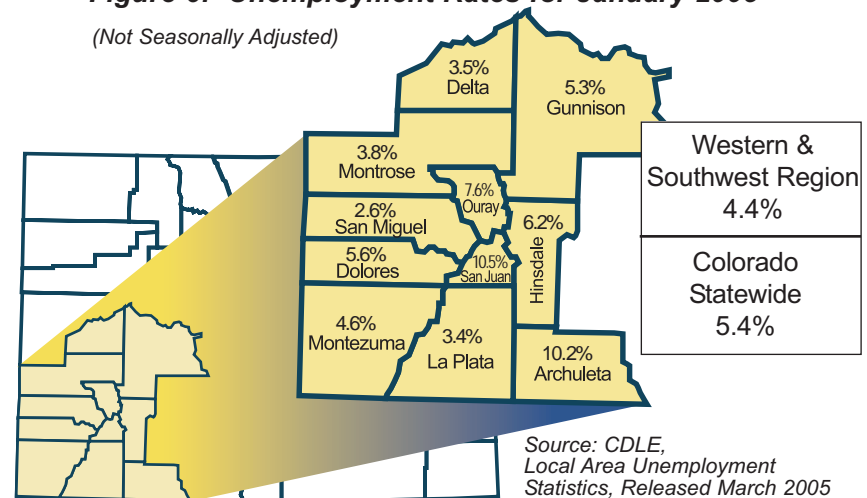 (Not Seasonally Adjusted)
3.5%
Delta
5.3%
Gunnison
3.8%
Montrose
7.6%
Ouray
2.6%
San Miguel
6.2%
Hinsdale
5.6%
Dolores
10.5%
San Juan
4.6%
Montezuma
3.4%
La Plata
10.2%
Archuleta
Western &
Southwest Region
4.4%
Colorado
Statewide
5.4%
Source: CDLE,
Local Area Unemployment
Statistics, Released March 2005